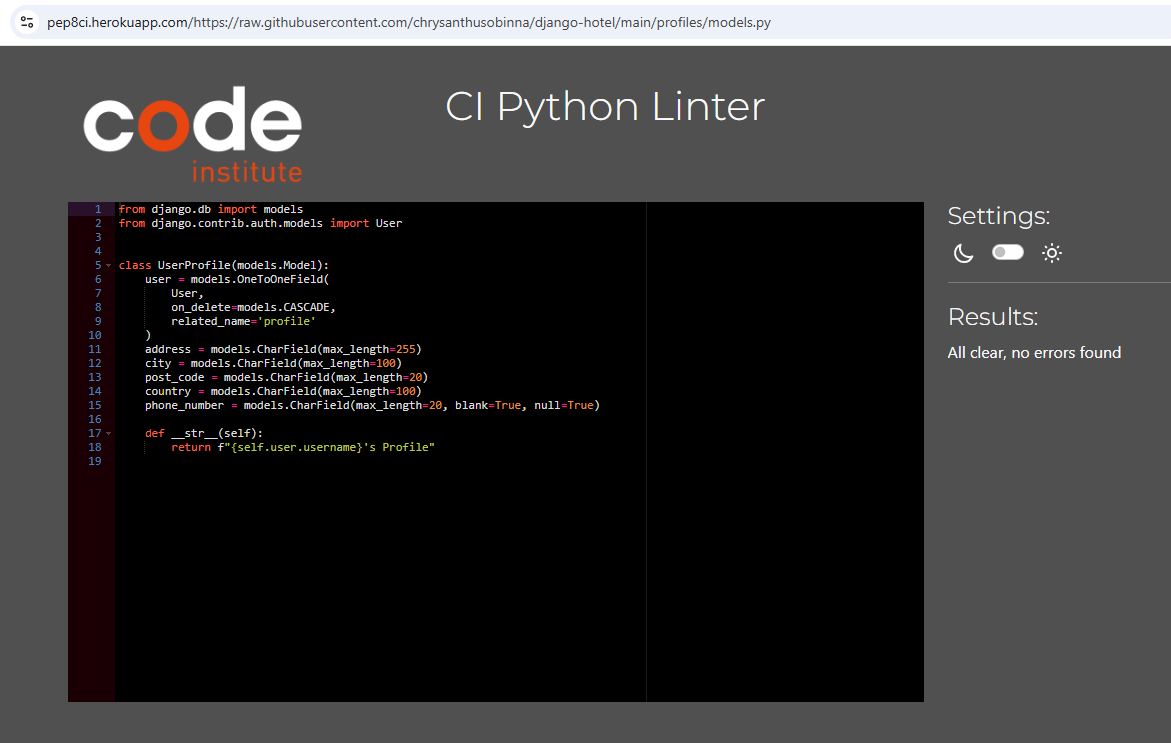 pep8ci.herokuapp.com/https://raw.githubusercontent.com/chrysanthusobinna/django-hotel/main/profiles/models.py
code
institute
CI Python Linter
1 from django.db import models
2 from django.contrib.auth.models import User
3
4
5 class UserProfile(models.Model):
6     user = models.OneToOneField(
7         User,
8         on_delete=models.CASCADE,
9         related_name='profile'
10     )
11     address = models.CharField(max_length=255)
12     city = models.CharField(max_length=100)
13     post_code = models.CharField(max_length=20)
14     country = models.CharField(max_length=100)
15     phone_number = models.CharField(max_length=20, blank=True, null=True)
16
17     def __str__(self):
18         return f"{self.user.username}'s Profile"
19
Settings:
Results:
All clear, no errors found